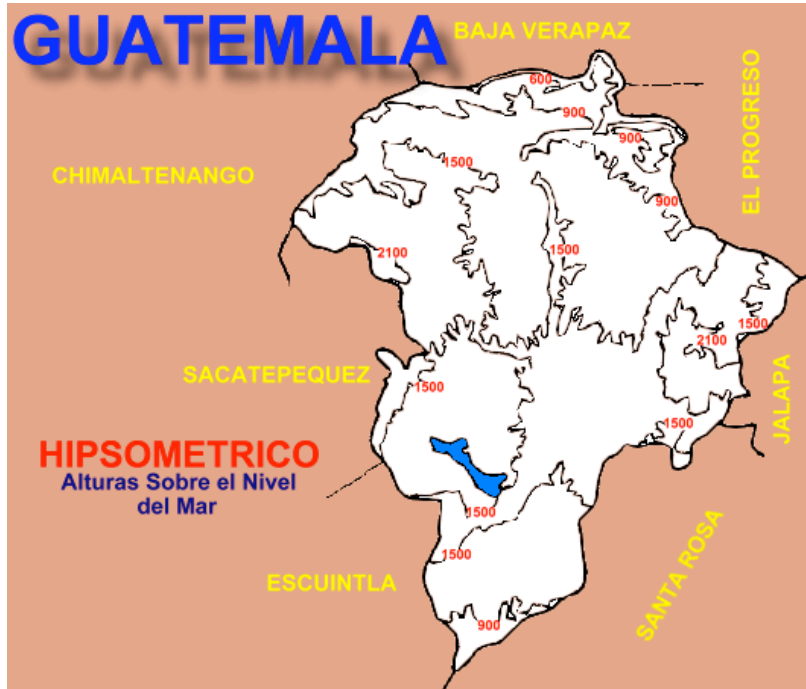 GUATEMALA
BAJA VERAPAZ
EL PROGRESO
600
900
900
CHIMALTENANGO
1500
900
2100
1500
1500
2100
SACATEPEQUEZ
1500
JALAPA
1500
HIPSOMETRICO
Alturas Sobre el Nivel
del Mar
1500
1500
SANTA ROSA
ESCUINTLA
900